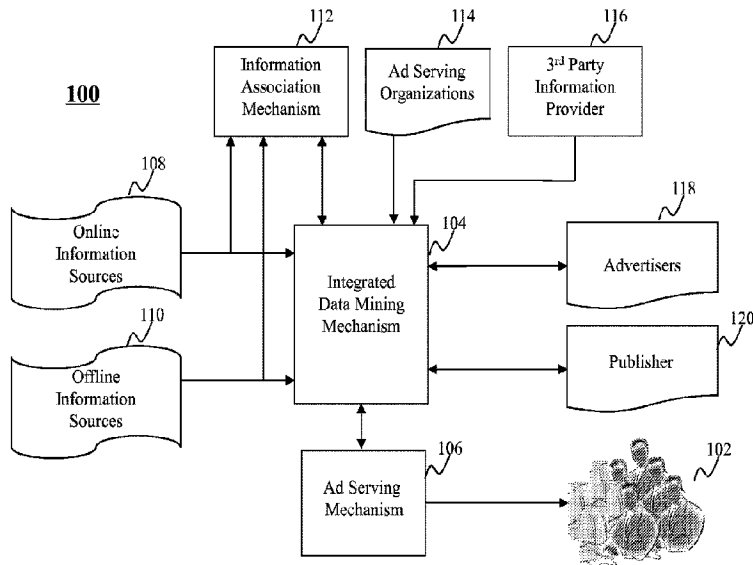 112
114
116
100
Information
Association
Mechanism
Ad Serving
Organizations
3rd Party
Information
Provider
108
Online
Information
Sources
104
118
Integrated
Data Mining
Mechanism
Advertisers
110
Offline
Information
Sources
120
Publisher
106
Ad Serving
Mechanism
102